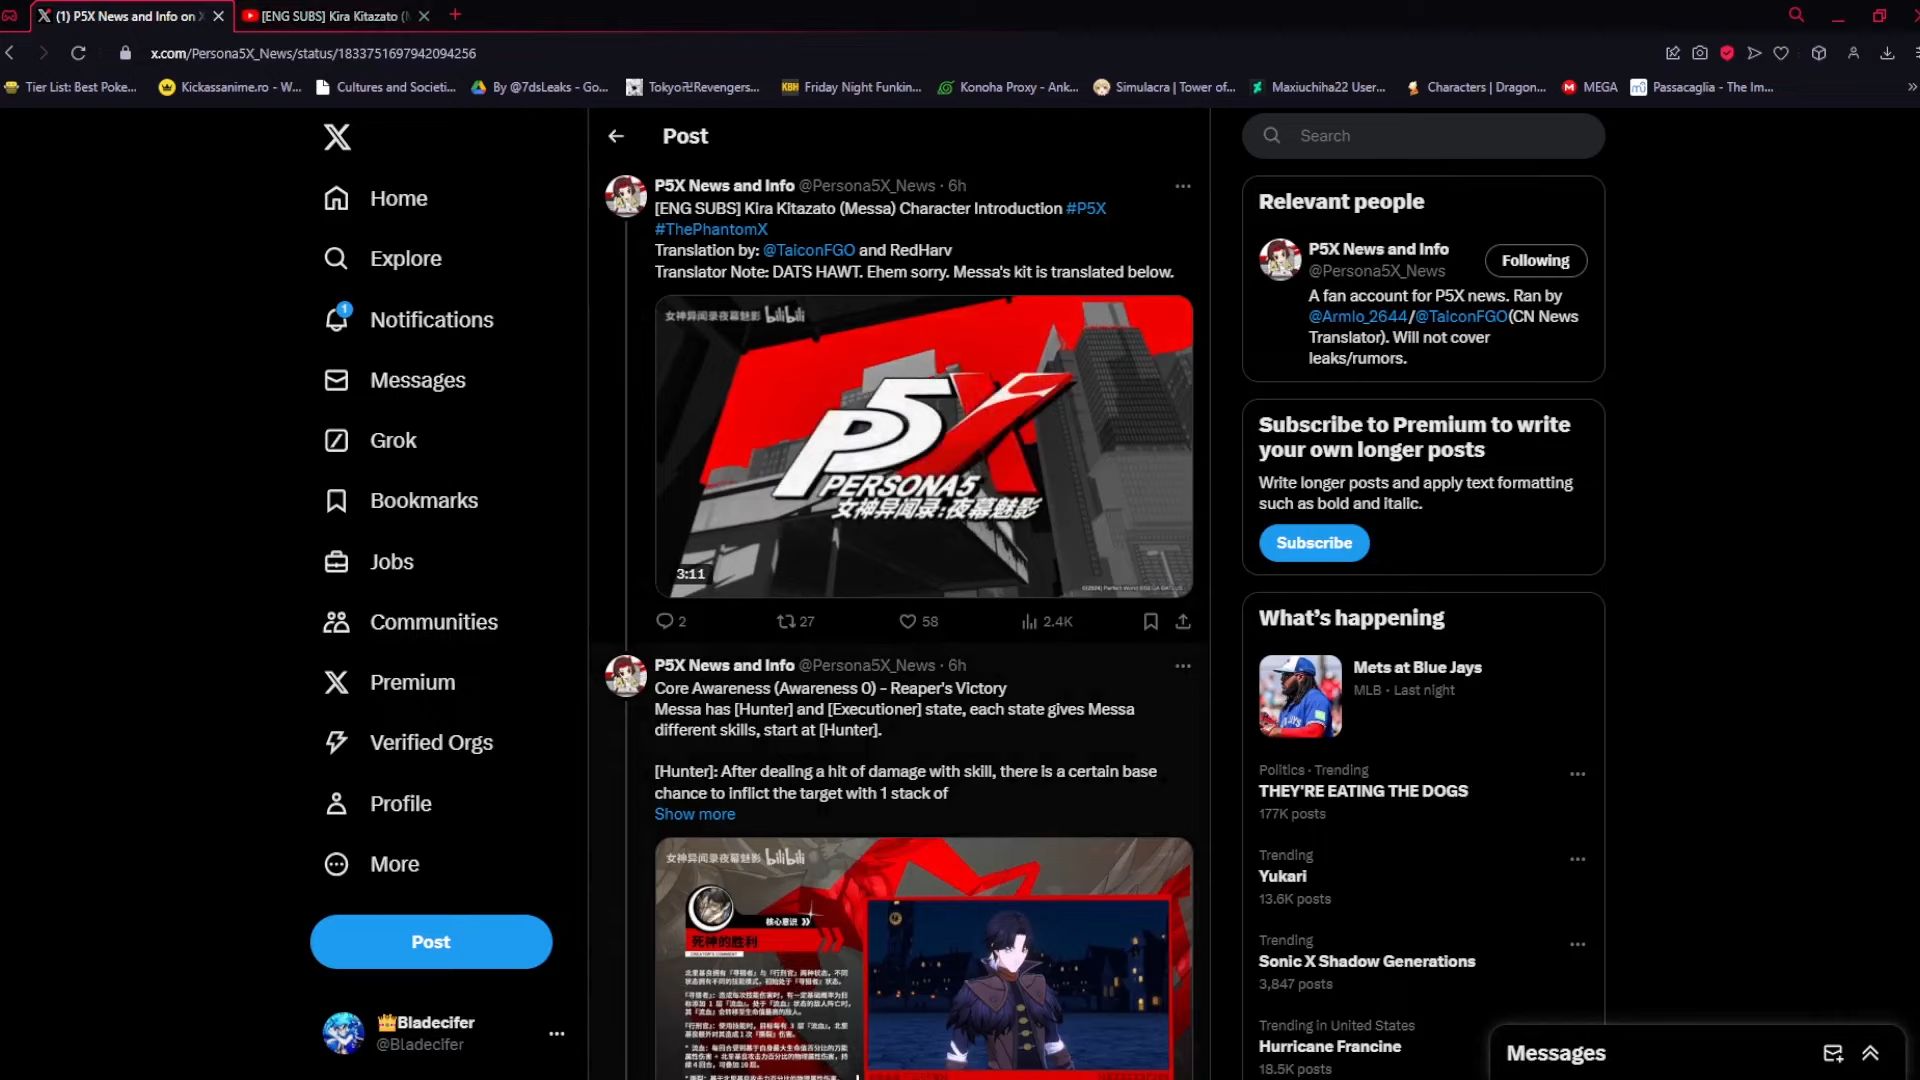 (1) P5X News and Info on X
[ENG SUBS] Kira Kitazato (
x.com/Persona5X_News/status/1833751697942094256
Tier List: Best Poke...
Kickassanime.ro - W...
Cultures and Societi...
By @7dsLeaks - Go...
Tokyo卍Revengers...
KBH
Friday Night Funkin...
Konoha Proxy - Ank...
Simulacra | Tower of...
Maxiuchiha22 User...
Characters | Dragon...
MEGA
Passacaglia - The Im...
Home
Explore
1
Notifications
Messages
Grok
Bookmarks
Jobs
Communities
Premium
Verified Orgs
Profile
More
Post
👑Bladecifer
@Bladecifer
Post
P5X News and Info @Persona5X_News · 6h
[ENG SUBS] Kira Kitazato (Messa) Character Introduction #P5X
#ThePhantomX
Translation by: @TaiconFGO and RedHarv
Translator Note: DATS HAWT. Ehem sorry. Messa's kit is translated below.
女神异闻录夜幕魅影 bilibili
P5X
PERSONA5
女神异闻录:夜幕魅影
3:11
2
27
58
2.4K
P5X News and Info @Persona5X_News · 6h
Core Awareness (Awareness 0) - Reaper's Victory
Messa has [Hunter] and [Executioner] state, each state gives Messa
different skills, start at [Hunter].
[Hunter]: After dealing a hit of damage with skill, there is a certain base
chance to inflict the target with 1 stack of
Show more
女神异闻录夜幕魅影 bilibili
核心意识
死神的胜利
Search
Relevant people
P5X News and Info
@Persona5X_News
Following
A fan account for P5X news. Ran by
@Armlo_2644/@TaiconFGO(CN News
Translator). Will not cover
leaks/rumors.
Subscribe to Premium to write
your own longer posts
Write longer posts and apply text formatting
such as bold and italic.
Subscribe
What's happening
Mets at Blue Jays
MLB · Last night
Politics · Trending
THEY'RE EATING THE DOGS
177K posts
Trending
Yukari
13.6K posts
Trending
Sonic X Shadow Generations
3,847 posts
Trending in United States
Hurricane Francine
18.5K posts
Messages